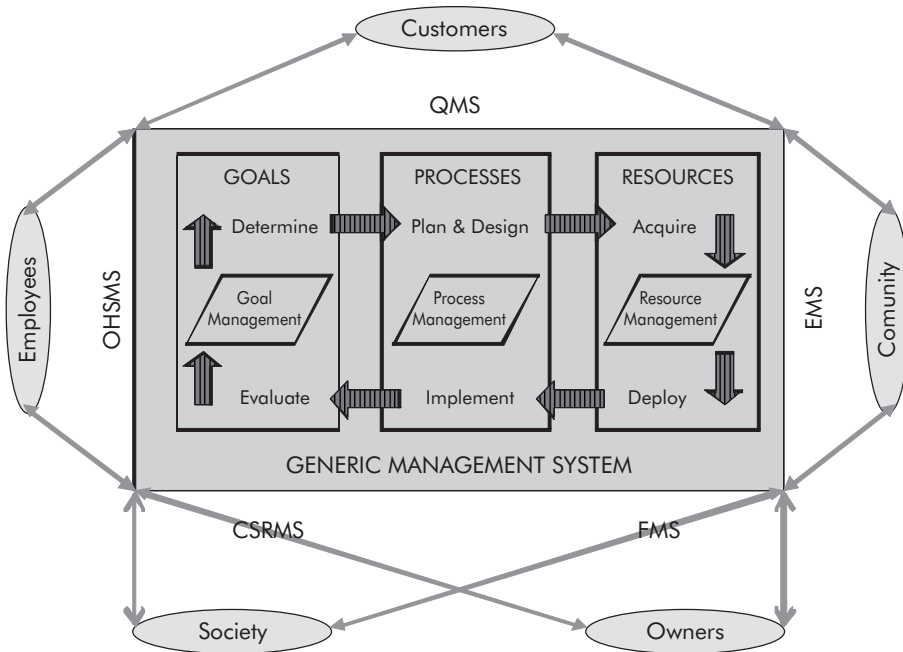 Customers
QMS
GOALS
PROCESSES
RESOURCES
Determine
Plan & Design
Acquire
Goal
Management
Process
Management
Resource
Management
Evaluate
Implement
Deploy
GENERIC MANAGEMENT SYSTEM
Employees
OHSMS
EMS
Comunity
CSRMS
FMS
Society
Owners